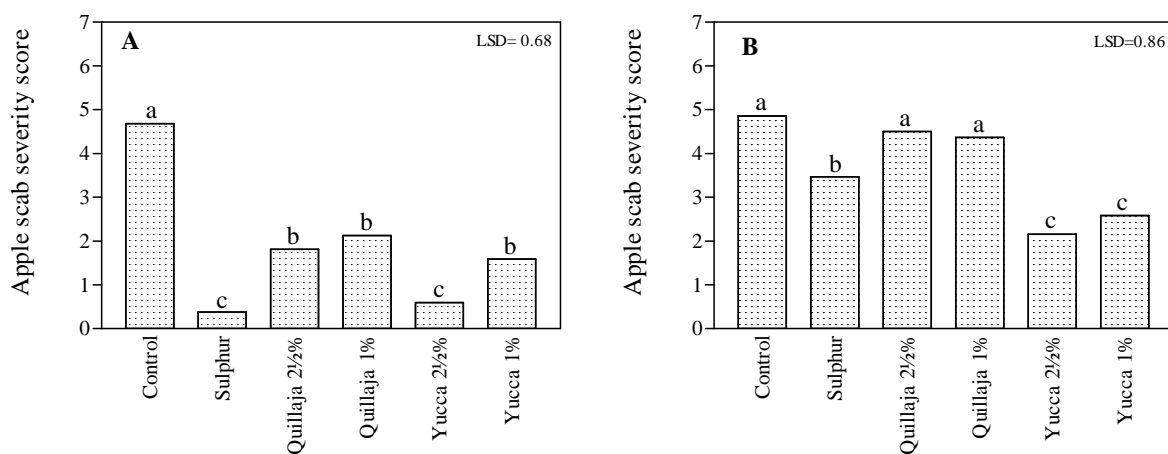 A
LSD= 0.68
Apple scab severity score
7
6
5
4
3
2
1
0
a
c
b
b
c
b
Control
Sulphur
Quillaja 2½%
Quillaja 1%
Yucca 2½%
Yucca 1%
B
LSD=0.86
Apple scab severity score
7
6
5
4
3
2
1
0
a
b
a
a
c
c
Control
Sulphur
Quillaja 2½%
Quillaja 1%
Yucca 2½%
Yucca 1%